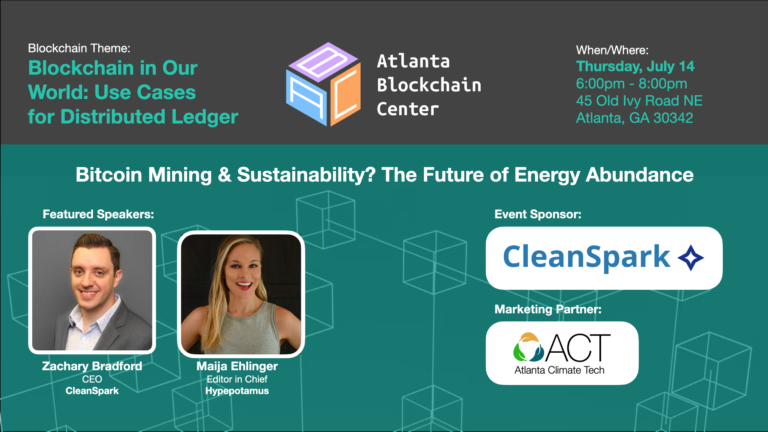 Blockchain Theme:
Blockchain in Our
World: Use Cases
for Distributed Ledger
BAC
Atlanta
Blockchain
Center
When/Where:
Thursday, July 14
6:00pm - 8:00pm
45 Old Ivy Road NE
Atlanta, GA 30342
Bitcoin Mining & Sustainability? The Future of Energy Abundance
Featured Speakers:
Zachary Bradford
CEO
CleanSpark
Maija Ehlinger
Editor in Chief
Hypepotamus
Event Sponsor:
CleanSpark
Marketing Partner:
ACT
Atlanta Climate Tech